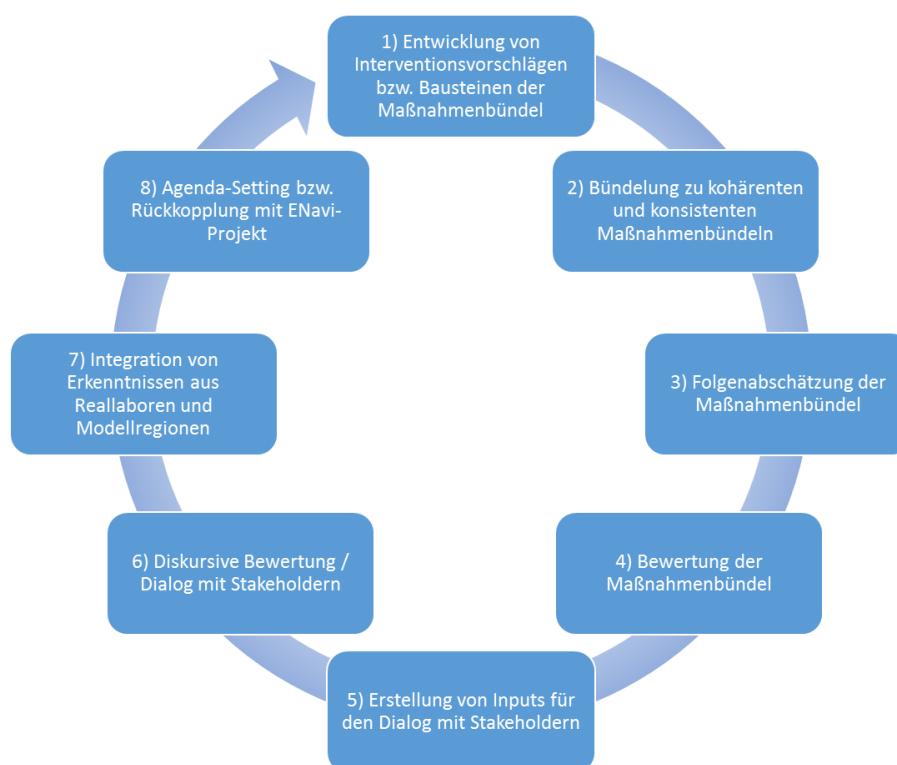 1) Entwicklung von
Interventionsvorschlägen
bzw. Bausteinen der
Maßnahmenbündel
2) Bündelung zu kohärenten
und konsistenten
Maßnahmenbündeln
3) Folgenabschätzung der
Maßnahmenbündel
4) Bewertung der
Maßnahmenbündel
5) Erstellung von Inputs für
den Dialog mit Stakeholdern
6) Diskursive Bewertung /
Dialog mit Stakeholdern
7) Integration von
Erkenntnissen aus
Reallaboren und
Modellregionen
8) Agenda-Setting bzw.
Rückkopplung mit ENavi-
Projekt